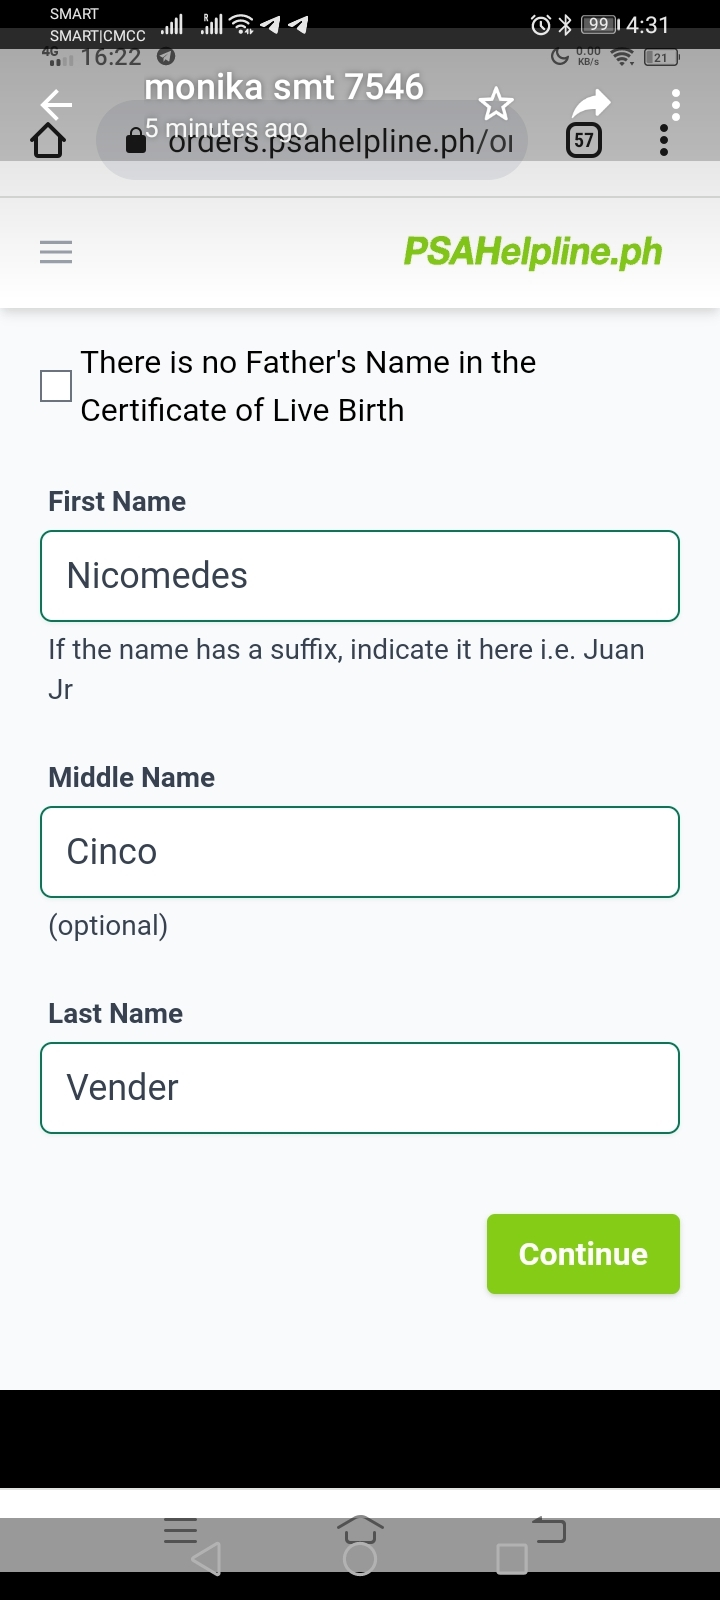 SMART
SMART|CMCC
R
99
4:31
4G
16:22
0.00
KB/s
21
monika smt 7546
5 minutes ago
orders.psahelpline.ph/or
57
PSAHelpline.ph
There is no Father's Name in the
Certificate of Live Birth
First Name
Nicomedes
If the name has a suffix, indicate it here i.e. Juan
Jr
Middle Name
Cinco
(optional)
Last Name
Vender
Continue